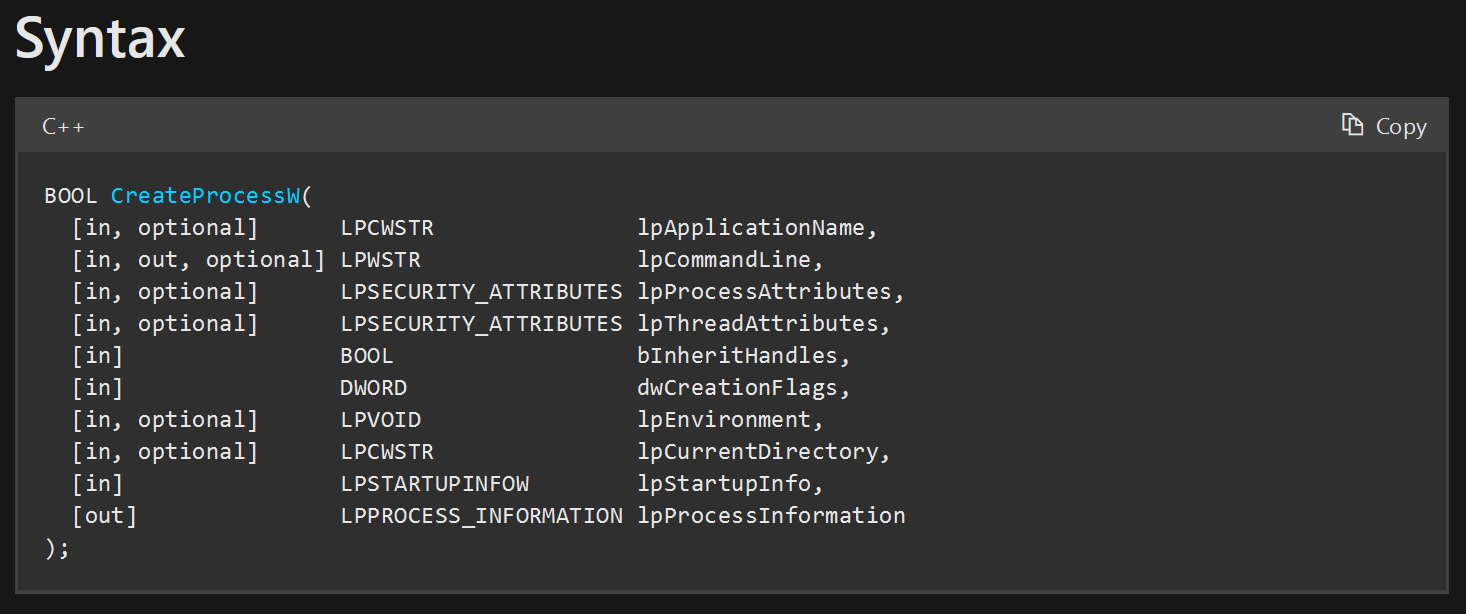 Syntax
C++
Copy
BOOL CreateProcessW(
  [in, optional]      LPCWSTR               lpApplicationName,
  [in, out, optional] LPWSTR                lpCommandLine,
  [in, optional]      LPSECURITY_ATTRIBUTES lpProcessAttributes,
  [in, optional]      LPSECURITY_ATTRIBUTES lpThreadAttributes,
  [in]                BOOL                  bInheritHandles,
  [in]                DWORD                 dwCreationFlags,
  [in, optional]      LPVOID                lpEnvironment,
  [in, optional]      LPCWSTR               lpCurrentDirectory,
  [in]                LPSTARTUPINFOW        lpStartupInfo,
  [out]               LPPROCESS_INFORMATION lpProcessInformation
);